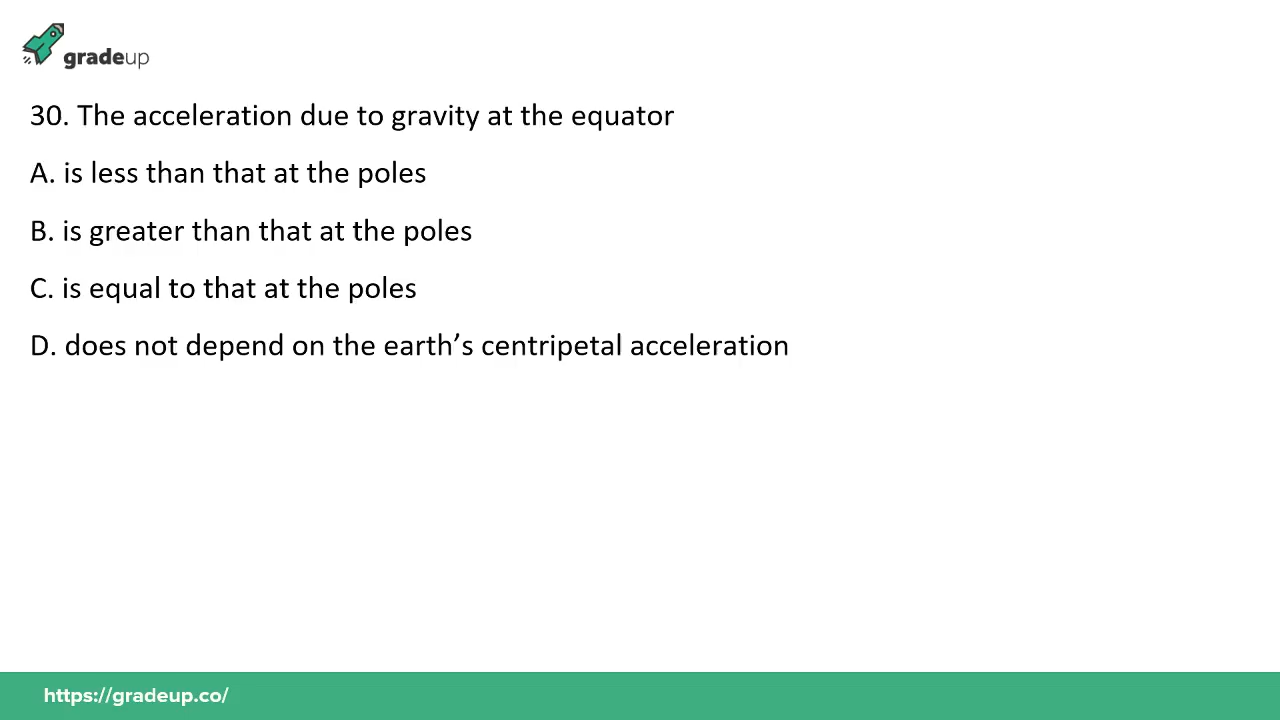 gradeup
30. The acceleration due to gravity at the equator
A. is less than that at the poles
B. is greater than that at the poles
C. is equal to that at the poles
D. does not depend on the earth’s centripetal acceleration
https://gradeup.co/